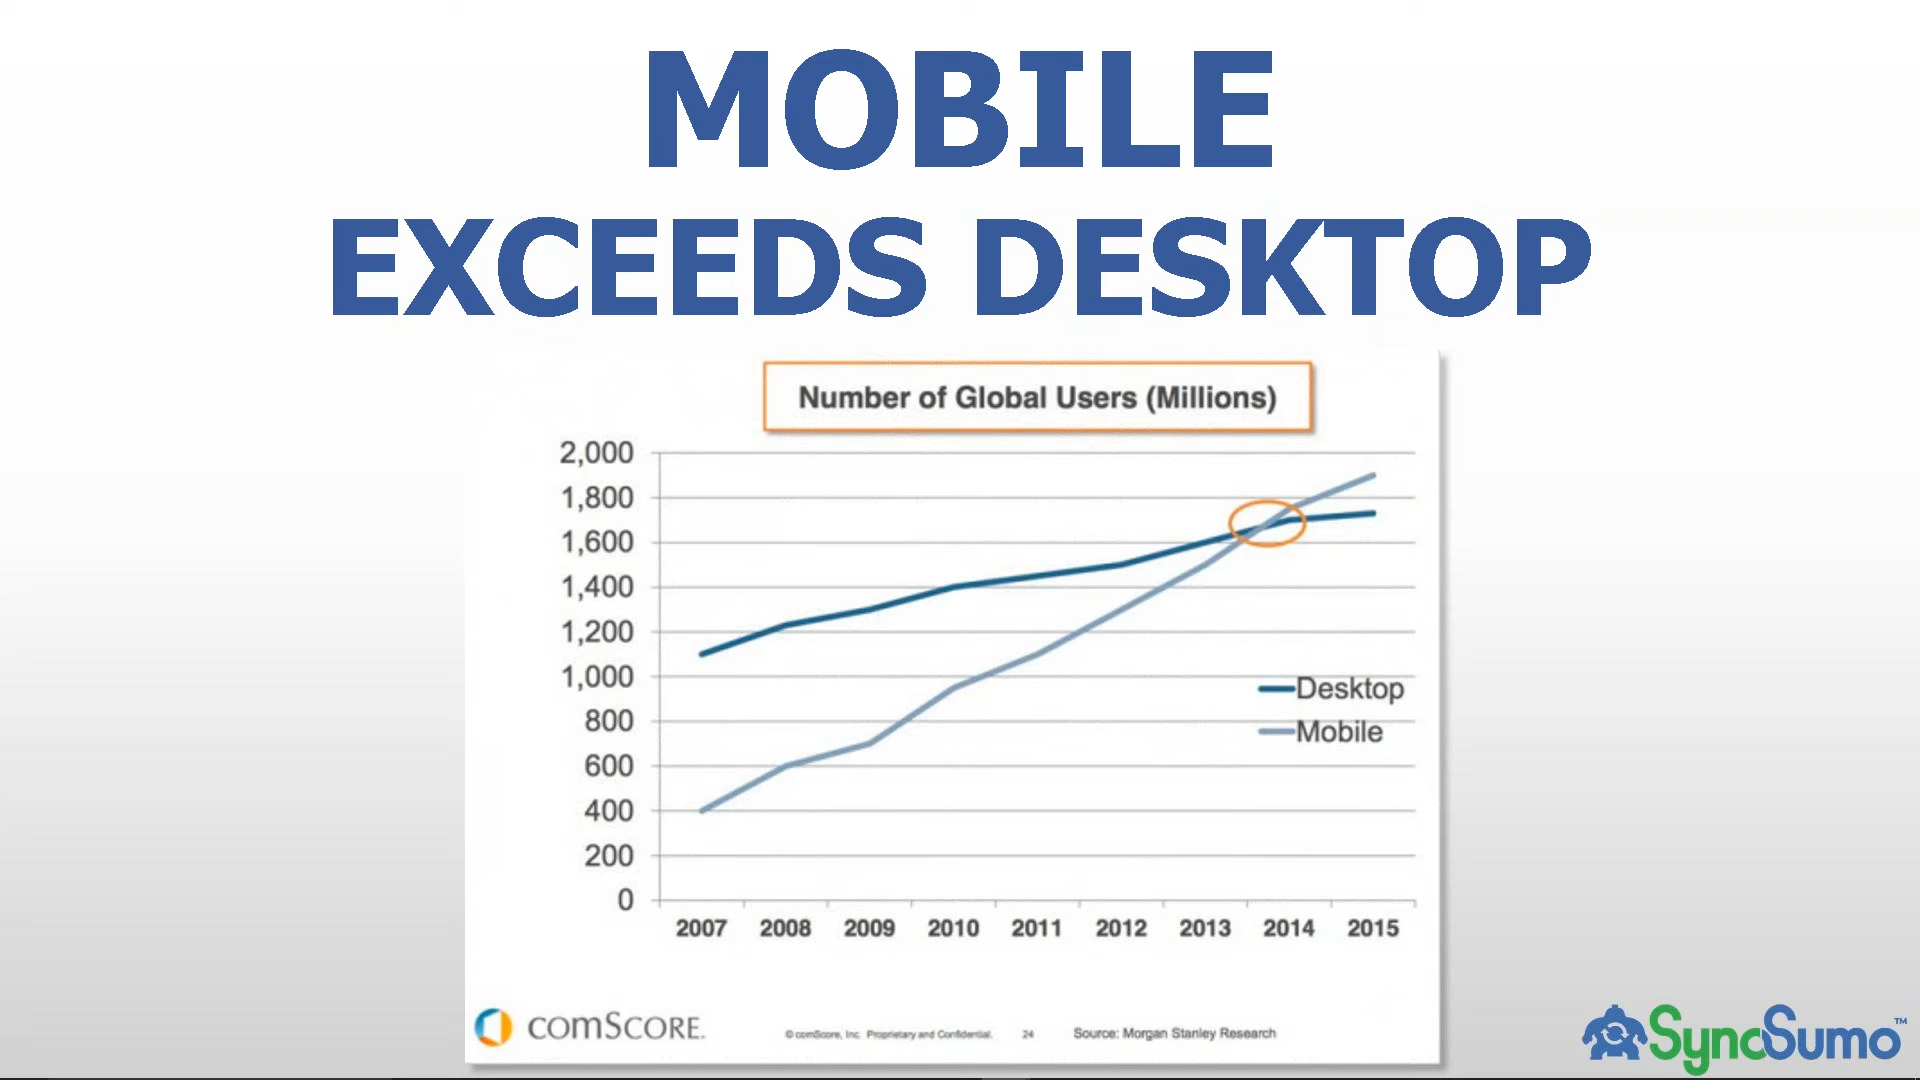 MOBILE
EXCEEDS DESKTOP
Number of Global Users (Millions)
2,000
1,800
1,600
1,400
1,200
1,000
800
600
400
200
0
Desktop
Mobile
2007 2008 2009 2010 2011 2012 2013 2014 2015
comScore.
© comScore, Inc. Proprietary and Confidential. 24 Source: Morgan Stanley Research
SyncSumo™